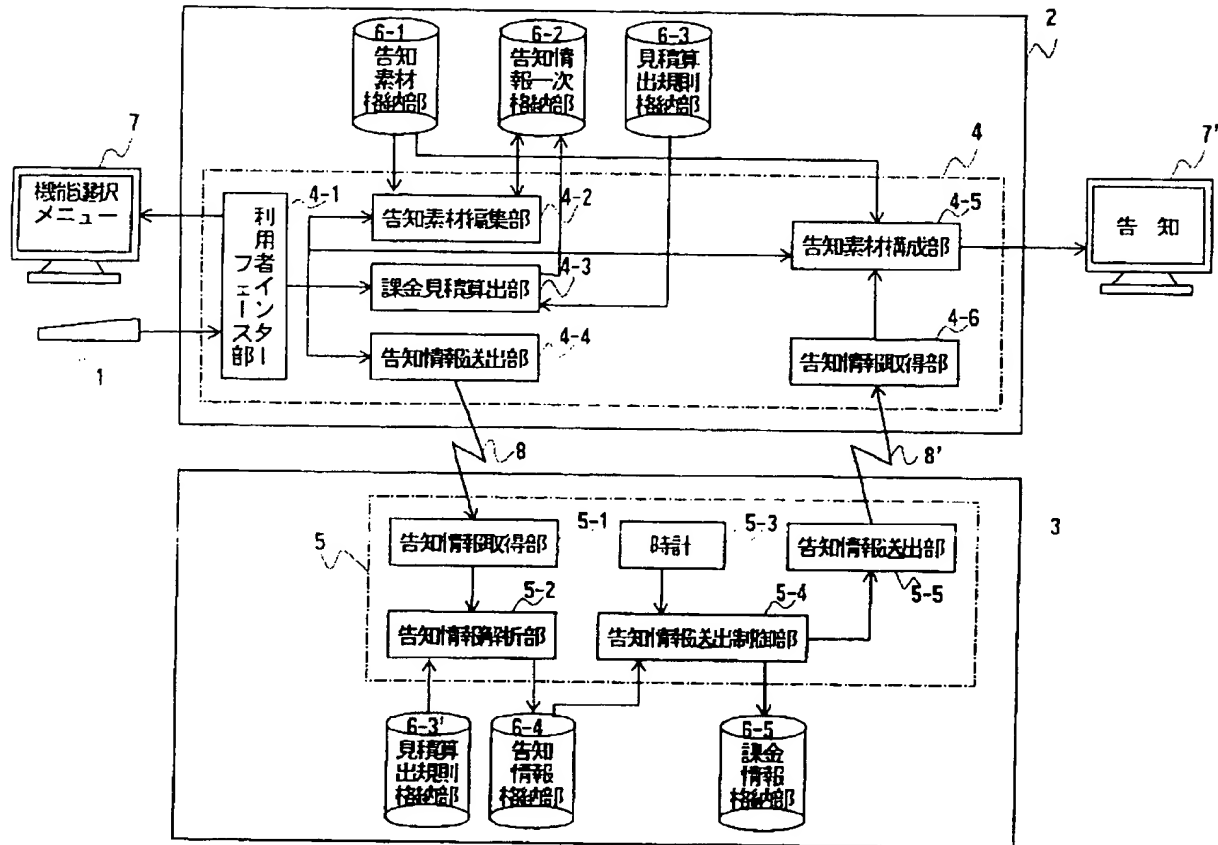 2
6-1
告知
素材
格納部
6-2
告知情
報一次
格納部
6-3
見積算
出規則
格納部
7
機能選択
メニュー
4
7'
告 知
4-1
利用者インター
フェース部
4-2
告知素材編集部
4-3
課金見積算出部
4-4
告知情報送出部
4-5
告知素材構成部
4-6
告知情報取得部
1
8
8'
3
5
5-1
告知情報取得部
5-3
時計
告知情報送出部
5-5
5-2
告知情報解析部
5-4
告知情報送出制御部
6-3'
見積算
出規則
格納部
6-4
告知
情報
格納部
6-5
課金
情報
格納部